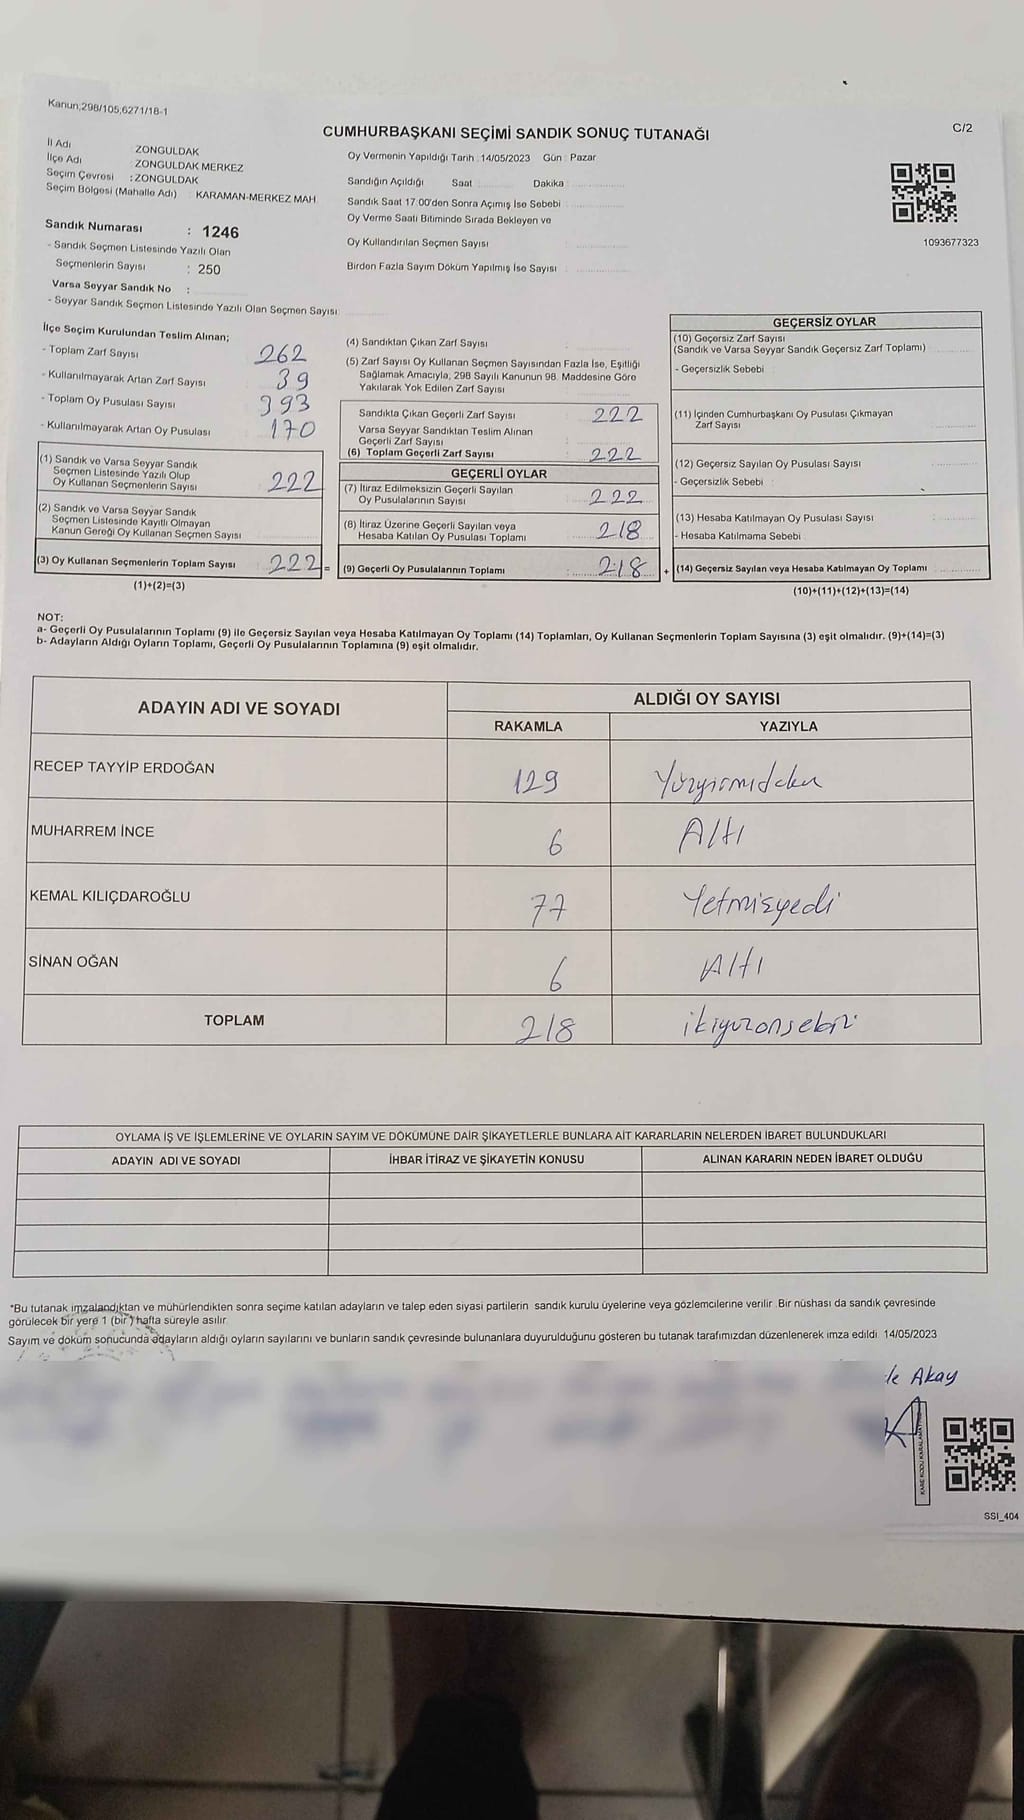 Kanun;298/105,6271/18-1
CUMHURBAŞKANI SEÇİMİ SANDIK SONUÇ TUTANAĞI
C/2
İl Adı : ZONGULDAK
İlçe Adı : ZONGULDAK MERKEZ
Seçim Çevresi : ZONGULDAK
Seçim Bölgesi (Mahalle Adı) : KARAMAN-MERKEZ MAH.
Oy Vermenin Yapıldığı Tarih : 14/05/2023 Gün : Pazar
Sandığın Açıldığı Saat Dakika :
Sandık Saat 17:00'den Sonra Açımış İse Sebebi :
Oy Verme Saati Bitiminde Sırada Bekleyen ve
Oy Kullandırılan Seçmen Sayısı :
Birden Fazla Sayım Döküm Yapılmış İse Sayısı :
1093677323
Sandık Numarası : 1246
- Sandık Seçmen Listesinde Yazılı Olan
Seçmenlerin Sayısı : 250
Varsa Seyyar Sandık No :
- Seyyar Sandık Seçmen Listesinde Yazılı Olan Seçmen Sayısı:
İlçe Seçim Kurulundan Teslim Alınan;
- Toplam Zarf Sayısı 262
- Kullanılmayarak Artan Zarf Sayısı 39
- Toplam Oy Pusulası Sayısı 393
- Kullanılmayarak Artan Oy Pusulası 170
(1) Sandık ve Varsa Seyyar Sandık
Seçmen Listesinde Yazılı Olup
Oy Kullanan Seçmenlerin Sayısı 222
(2) Sandık ve Varsa Seyyar Sandık
Seçmen Listesinde Kayıtlı Olmayan
Kanun Gereği Oy Kullanan Seçmen Sayısı
(3) Oy Kullanan Seçmenlerin Toplam Sayısı 222 =
(1)+(2)=(3)
(4) Sandıktan Çıkan Zarf Sayısı :
(5) Zarf Sayısı Oy Kullanan Seçmen Sayısından Fazla İse, Eşitliği
Sağlamak Amacıyla, 298 Sayılı Kanunun 98. Maddesine Göre
Yakılarak Yok Edilen Zarf Sayısı :
Sandıkta Çıkan Geçerli Zarf Sayısı : 222
Varsa Seyyar Sandıktan Teslim Alınan
Geçerli Zarf Sayısı :
(6) Toplam Geçerli Zarf Sayısı : 222
GEÇERLİ OYLAR
(7) İtiraz Edilmeksizin Geçerli Sayılan
Oy Pusulalarının Sayısı : 222
(8) İtiraz Üzerine Geçerli Sayılan veya
Hesaba Katılan Oy Pusulası Toplamı : 218
(9) Geçerli Oy Pusulalarının Toplamı : 218 +
GEÇERSİZ OYLAR
(10) Geçersiz Zarf Sayısı
(Sandık ve Varsa Seyyar Sandık Geçersiz Zarf Toplamı) :
- Geçersizlik Sebebi :
(11) İçinden Cumhurbaşkanı Oy Pusulası Çıkmayan
Zarf Sayısı :
(12) Geçersiz Sayılan Oy Pusulası Sayısı :
- Geçersizlik Sebebi :
(13) Hesaba Katılmayan Oy Pusulası Sayısı :
- Hesaba Katılmama Sebebi :
(14) Geçersiz Sayılan veya Hesaba Katılmayan Oy Toplamı :
(10)+(11)+(12)+(13)=(14)
NOT:
a- Geçerli Oy Pusulalarının Toplamı (9) ile Geçersiz Sayılan veya Hesaba Katılmayan Oy Toplamı (14) Toplamları, Oy Kullanan Seçmenlerin Toplam Sayısına (3) eşit olmalıdır. (9)+(14)=(3)
b- Adayların Aldığı Oyların Toplamı, Geçerli Oy Pusulalarının Toplamına (9) eşit olmalıdır.
ADAYIN ADI VE SOYADI
ALDIĞI OY SAYISI
RAKAMLA YAZIYLA
RECEP TAYYİP ERDOĞAN 129 Yüzyirmidokuz
MUHARREM İNCE 6 Altı
KEMAL KILIÇDAROĞLU 77 Yetmişyedi
SİNAN OĞAN 6 Altı
TOPLAM 218 ikiyüzonsekiz
OYLAMA İŞ VE İŞLEMLERİNE VE OYLARIN SAYIM VE DÖKÜMÜNE DAİR ŞİKAYETLERLE BUNLARA AİT KARARLARIN NELERDEN İBARET BULUNDUKLARI
ADAYIN ADI VE SOYADI İHBAR İTİRAZ VE ŞİKAYETİN KONUSU ALINAN KARARIN NEDEN İBARET OLDUĞU
*Bu tutanak imzalandıktan ve mühürlendikten sonra seçime katılan adayların ve talep eden siyasi partilerin sandık kurulu üyelerine veya gözlemcilerine verilir. Bir nüshası da sandık çevresinde
görülecek bir yere 1 (bir ) hafta süreyle asılır.
Sayım ve döküm sonucunda adayların aldığı oyların sayılarını ve bunların sandık çevresinde bulunanlara duyurulduğunu gösteren bu tutanak tarafımızdan düzenlenerek imza edildi. 14/05/2023
le Akay
SSI_404